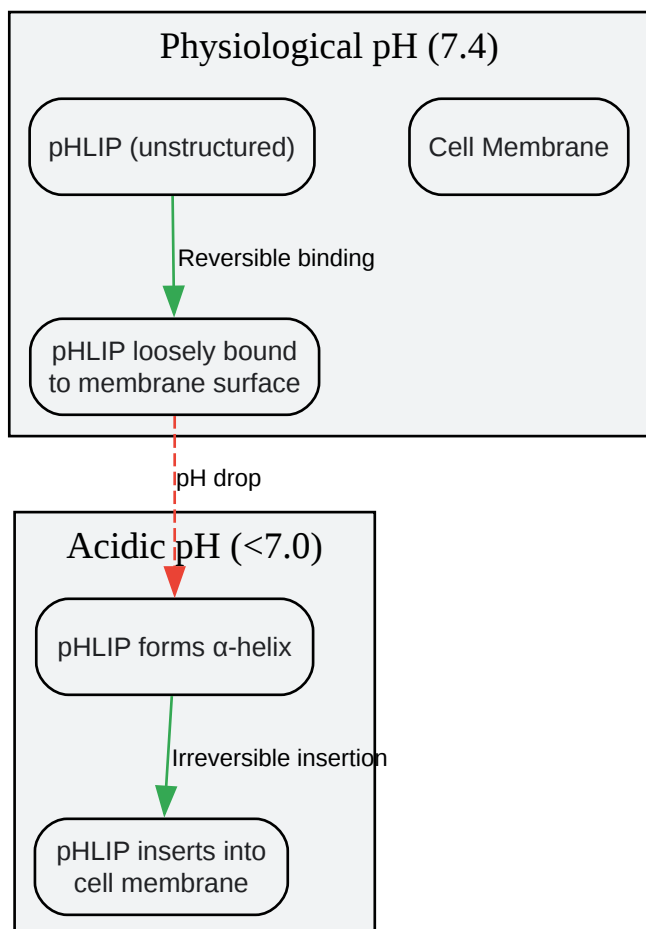 Physiological pH (7.4)
pHLIP (unstructured)
Cell Membrane
Reversible binding
pHLIP loosely bound
to membrane surface
pH drop
Acidic pH (<7.0)
pHLIP forms α-helix
Irreversible insertion
pHLIP inserts into
cell membrane